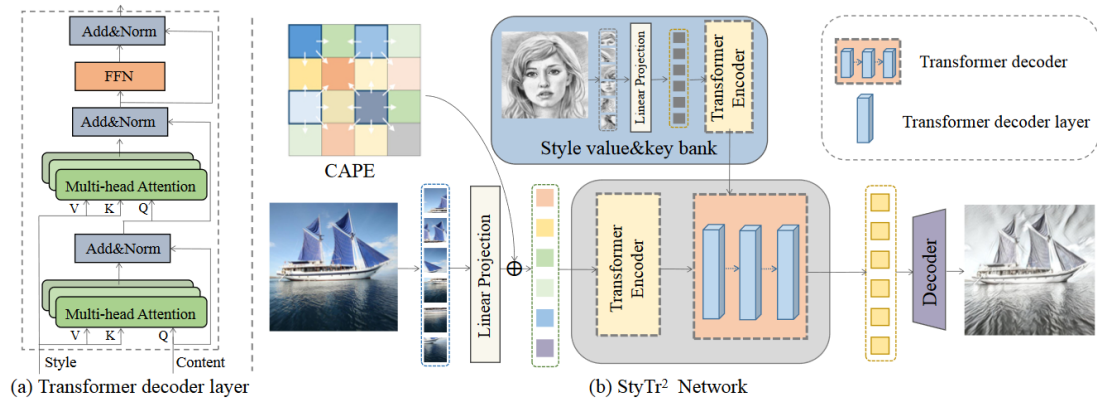 Add&Norm
FFN
Add&Norm
Multi-head Attention
V
K
Q
Add&Norm
Multi-head Attention
V
K
Q
Style
Content
(a) Transformer decoder layer
CAPE
Linear Projection
Transformer
Encoder
Style value&key bank
Linear Projection
Transformer
Encoder
Decoder
(b) StyTr² Network
Transformer decoder
Transformer decoder layer